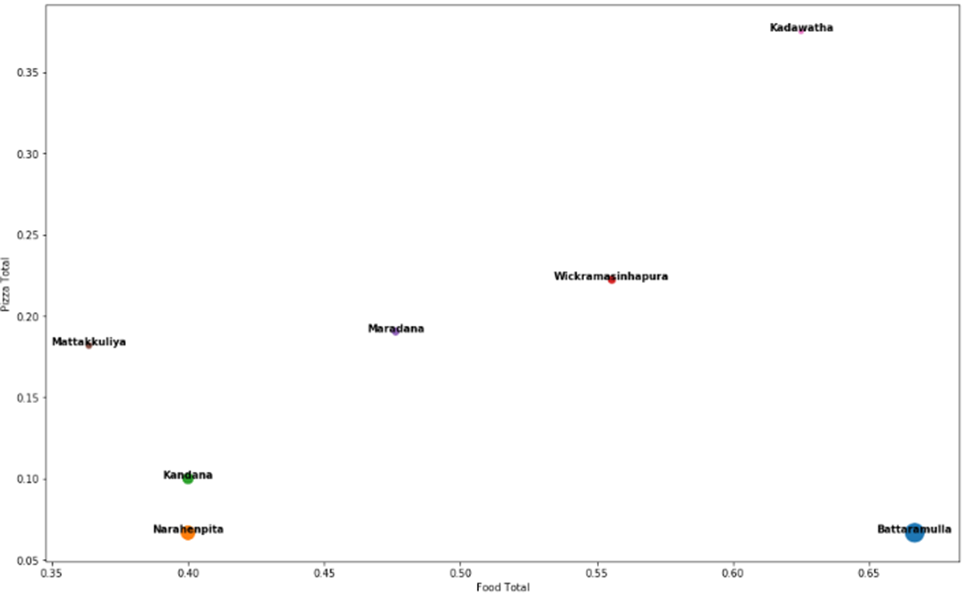 Kadawatha
0.35
0.30
0.25
Wickramasinhapura
Pizza Total
0.20
Maradana
Mattakkuliya
0.15
Kandana
0.10
Narahenpita
Battaramulla
0.05
0.35 0.40 0.45 0.50 0.55 0.60 0.65
Food Total